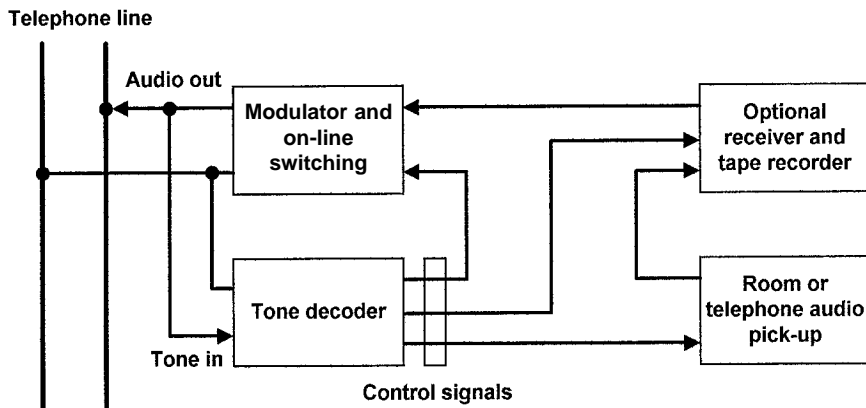 Telephone line
Audio out
Modulator and
on-line
switching
Optional
receiver and
tape recorder
Tone decoder
Room or
telephone audio
pick-up
Tone in
Control signals